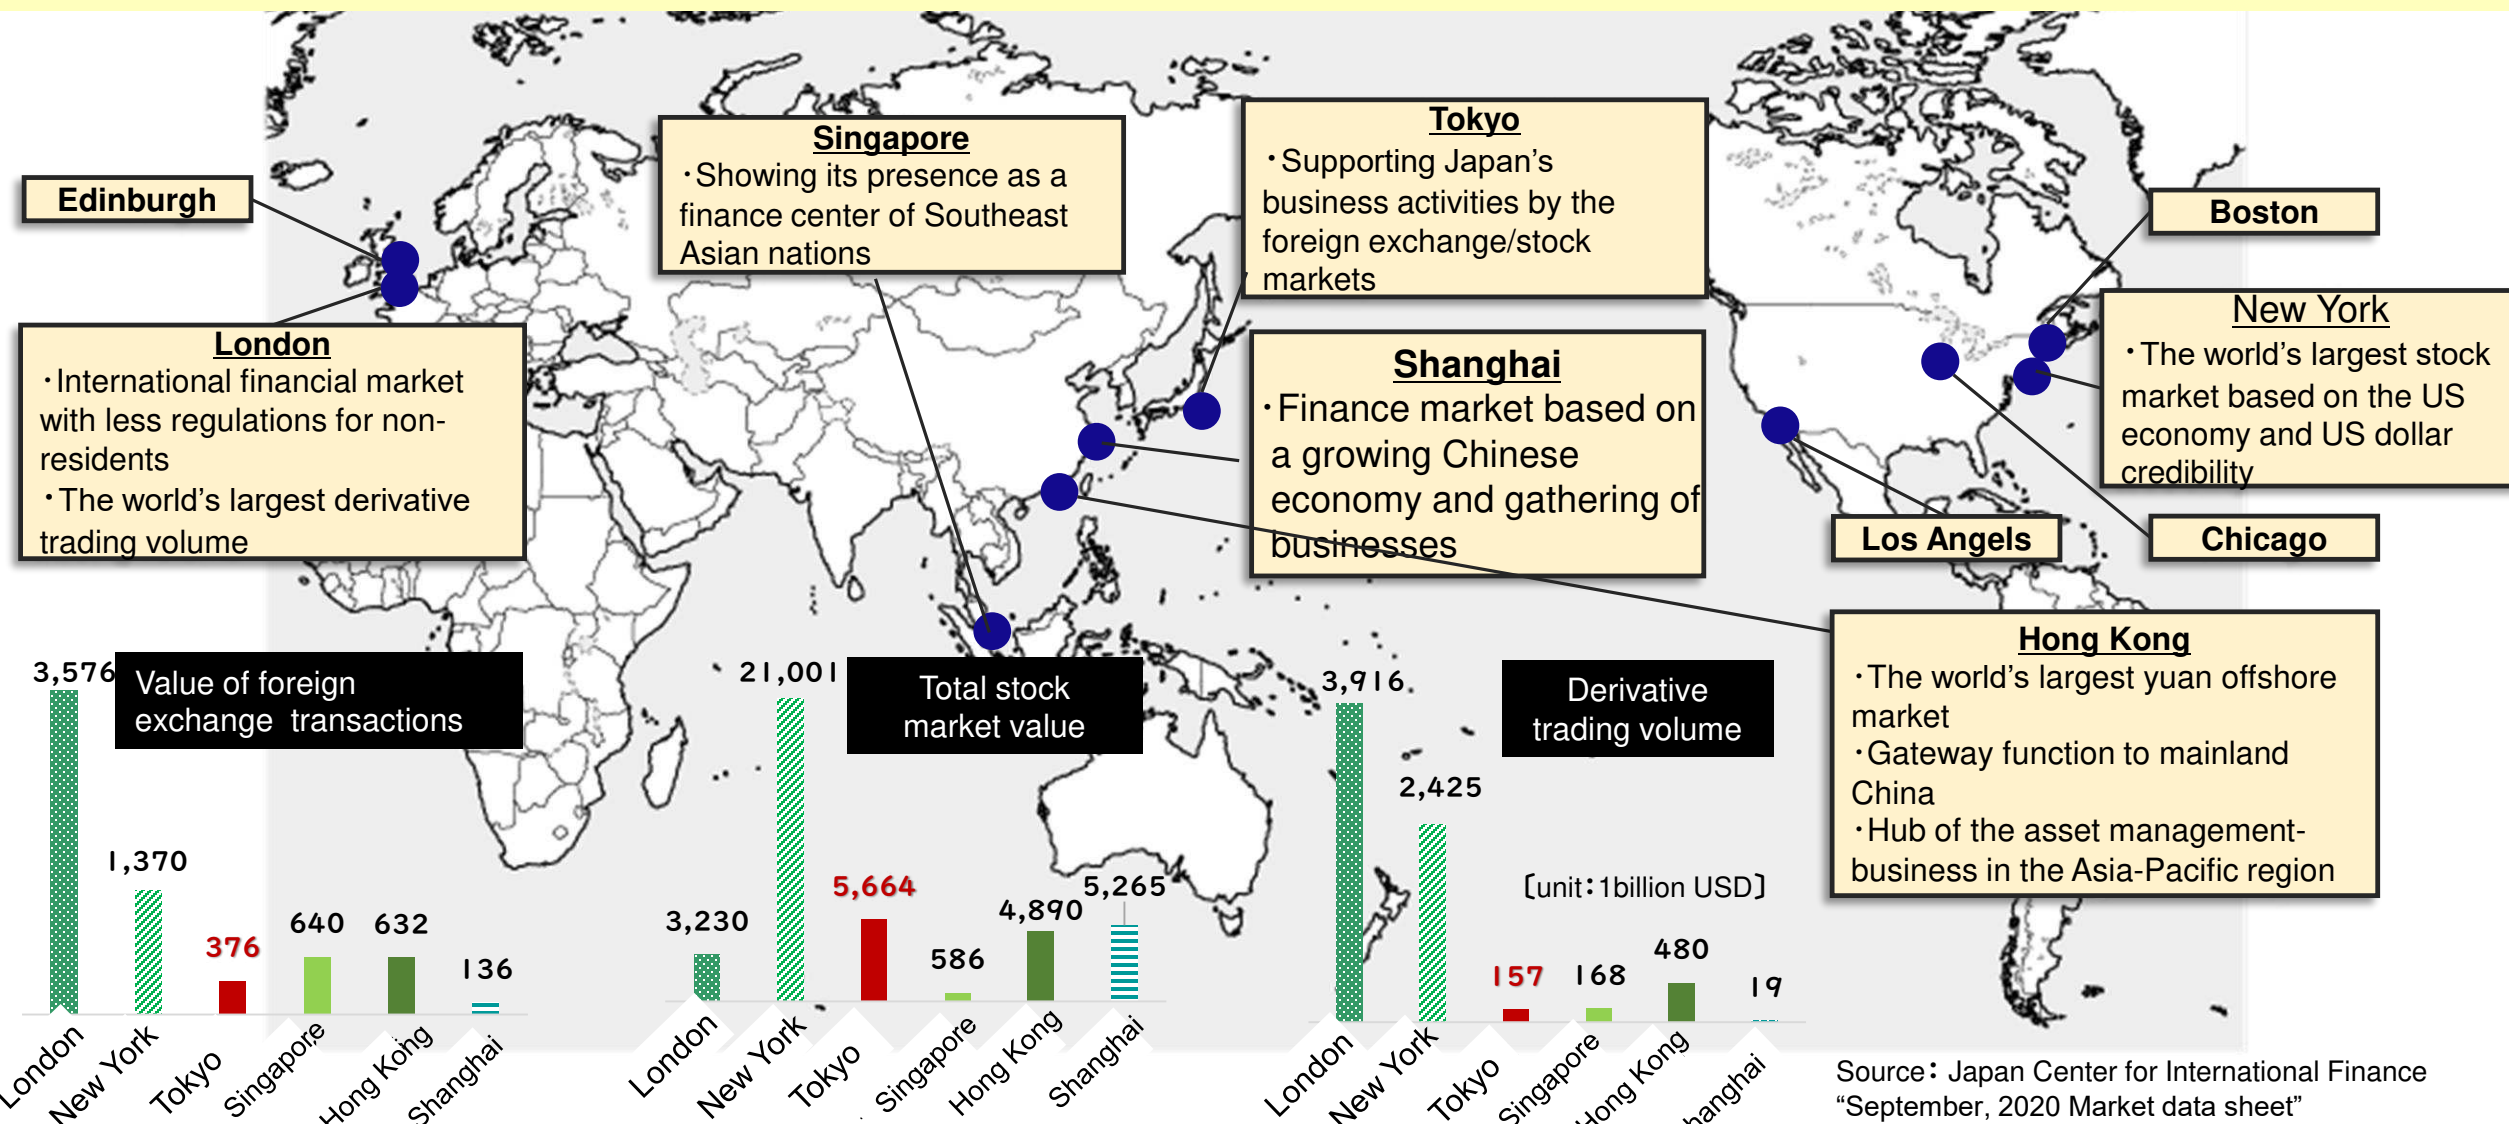 Edinburgh
London
・International financial market
with less regulations for non-
residents
・The world's largest derivative
trading volume
Singapore
・Showing its presence as a
finance center of Southeast
Asian nations
Tokyo
・Supporting Japan's
business activities by the
foreign exchange/stock
markets
Shanghai
・Finance market based on
a growing Chinese
economy and gathering of
businesses
Boston
New York
・The world's largest stock
market based on the US
economy and US dollar
credibility
Los Angels
Chicago
Hong Kong
・The world's largest yuan offshore
market
・Gateway function to mainland
China
・Hub of the asset management-
business in the Asia-Pacific region
Value of foreign
exchange transactions
3,576
1,370
376
640
632
136
London
New York
Tokyo
Singapore
Hong Kong
Shanghai
Total stock
market value
3,230
21,001
5,664
586
4,890
5,265
London
New York
Tokyo
Singapore
Hong Kong
Shanghai
Derivative
trading volume
〔unit：1billion USD〕
3,916
2,425
157
168
480
19
London
New York
Tokyo
Singapore
Hong Kong
hanghai
Source： Japan Center for International Finance
“September, 2020 Market data sheet”